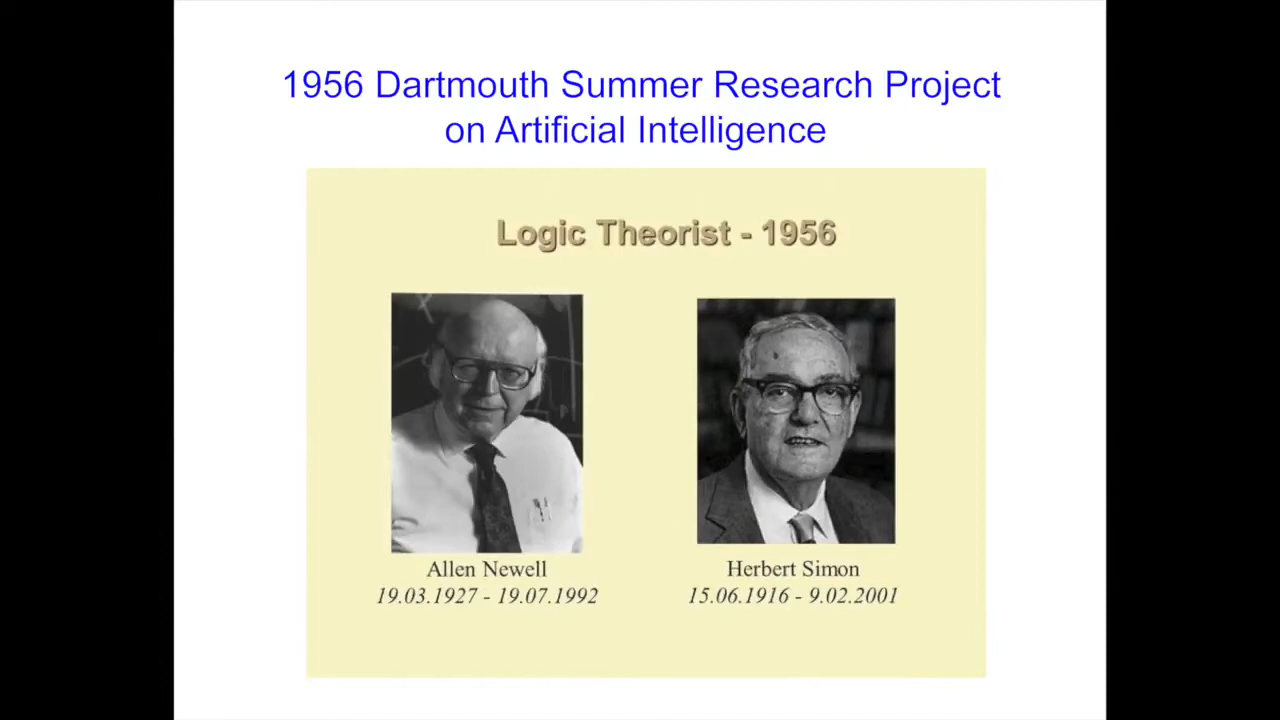 1956 Dartmouth Summer Research Project
on Artificial Intelligence
Logic Theorist - 1956
Allen Newell
19.03.1927 - 19.07.1992
Herbert Simon
15.06.1916 - 9.02.2001